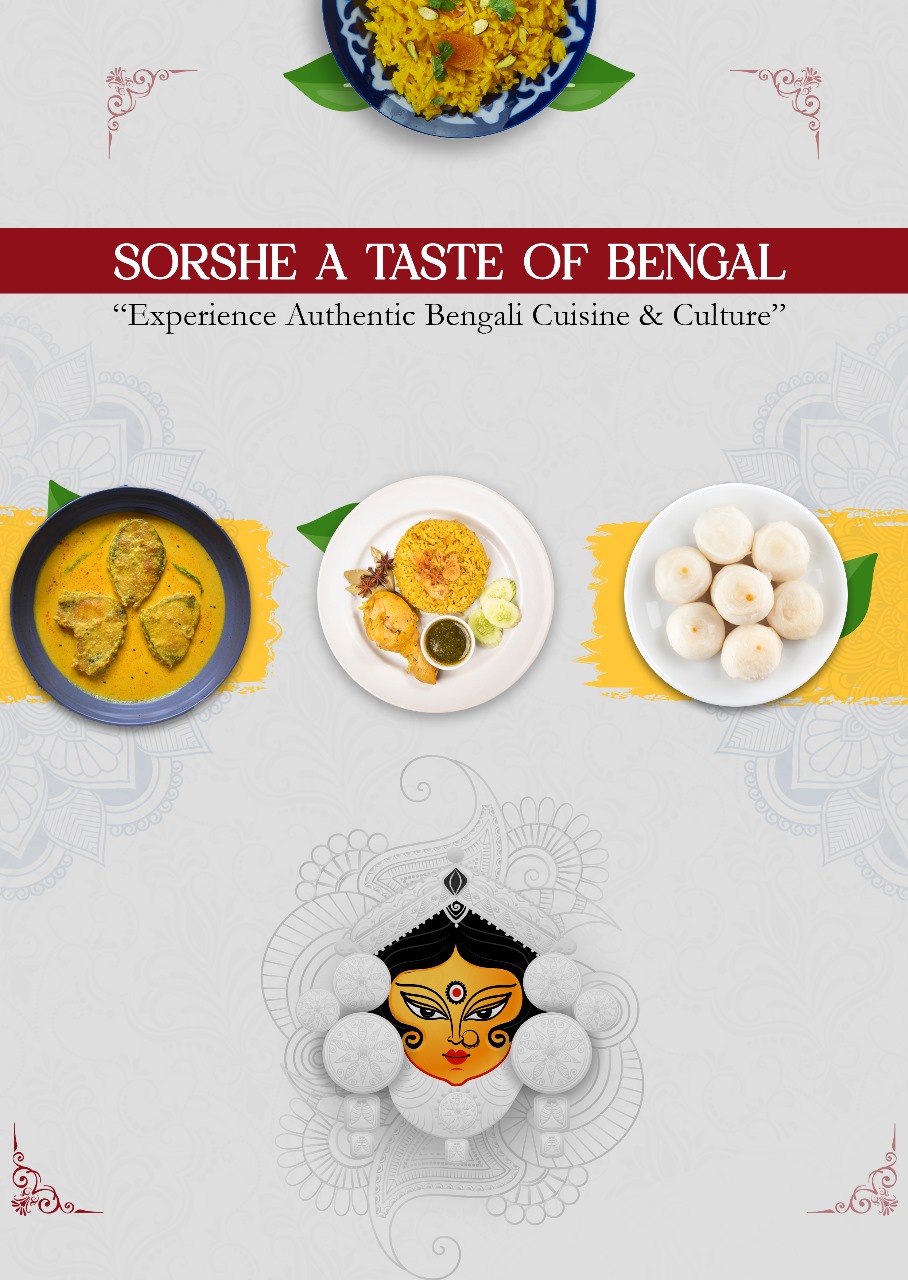 SORSHE A TASTE OF BENGAL
“Experience Authentic Bengali Cuisine & Culture”